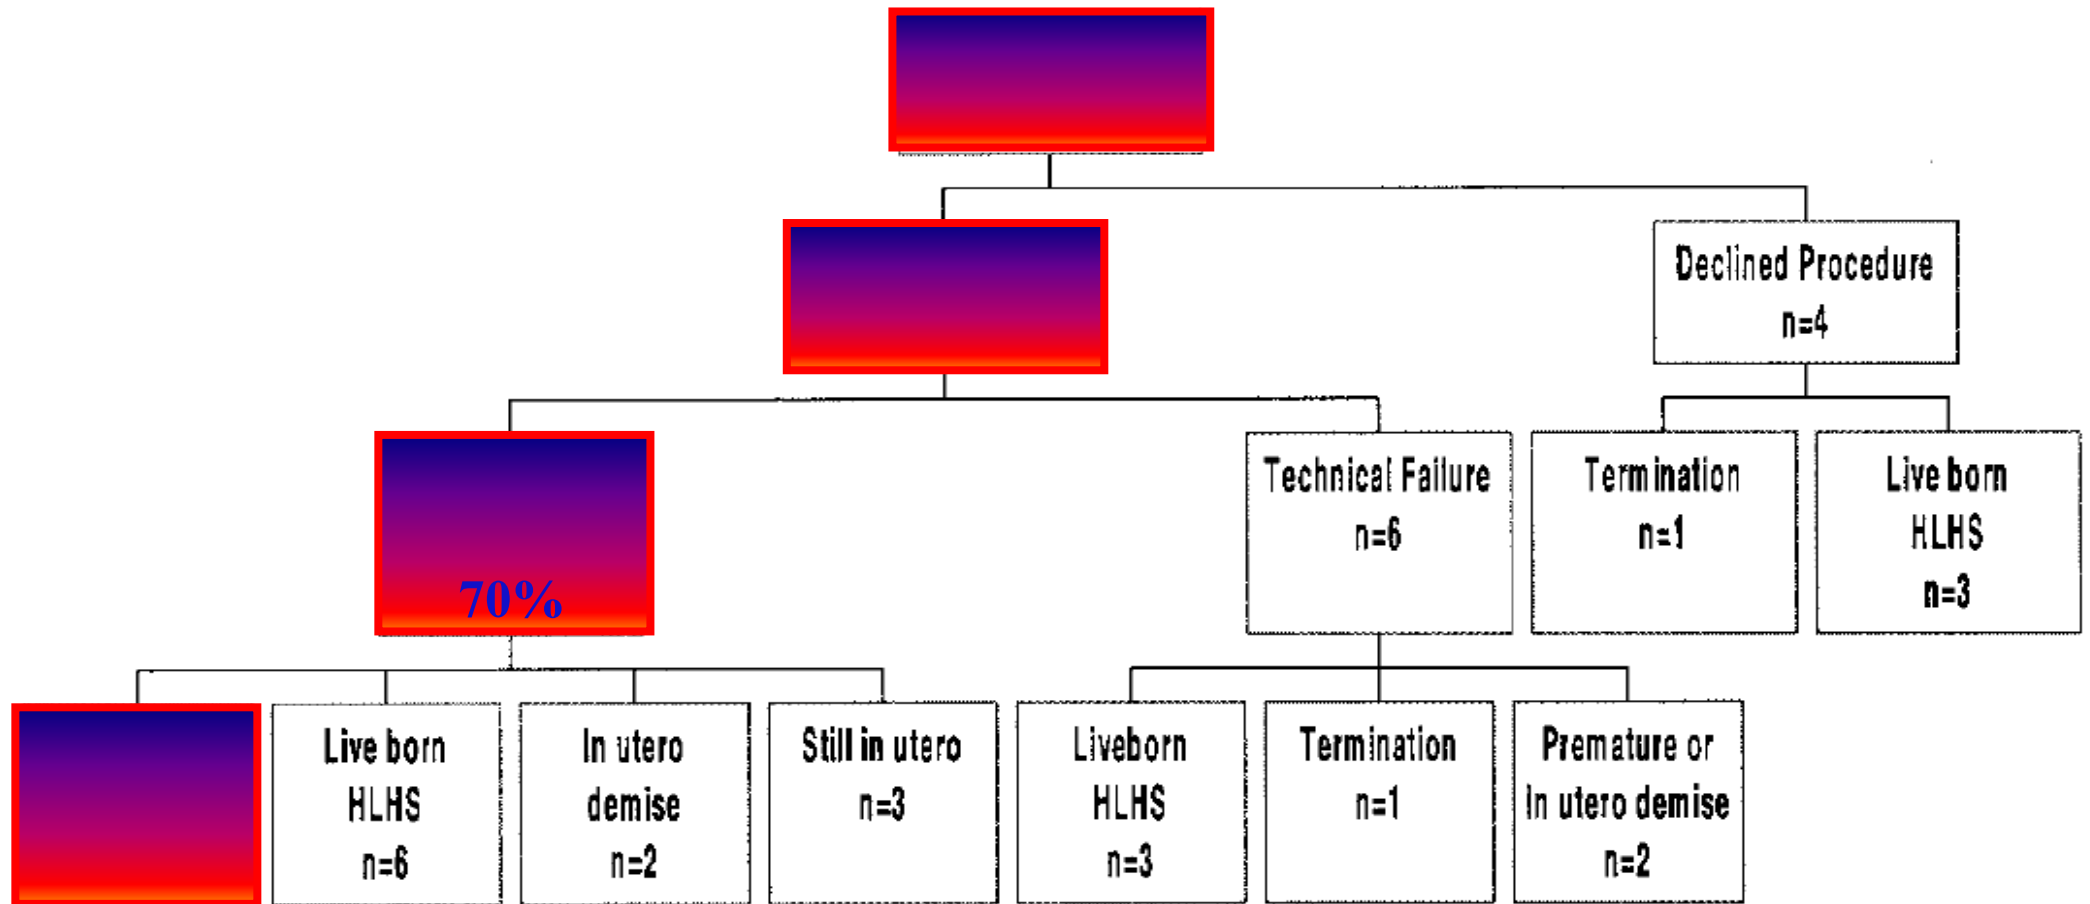 Declined Procedure
n=4
70%
Technical Failure
n=6
Termination
n=1
Live born
HLHS
n=3
Live born
HLHS
n=6
In utero
demise
n=2
Still in utero
n=3
Liveborn
HLHS
n=3
Termination
n=1
Premature or
In utero demise
n=2